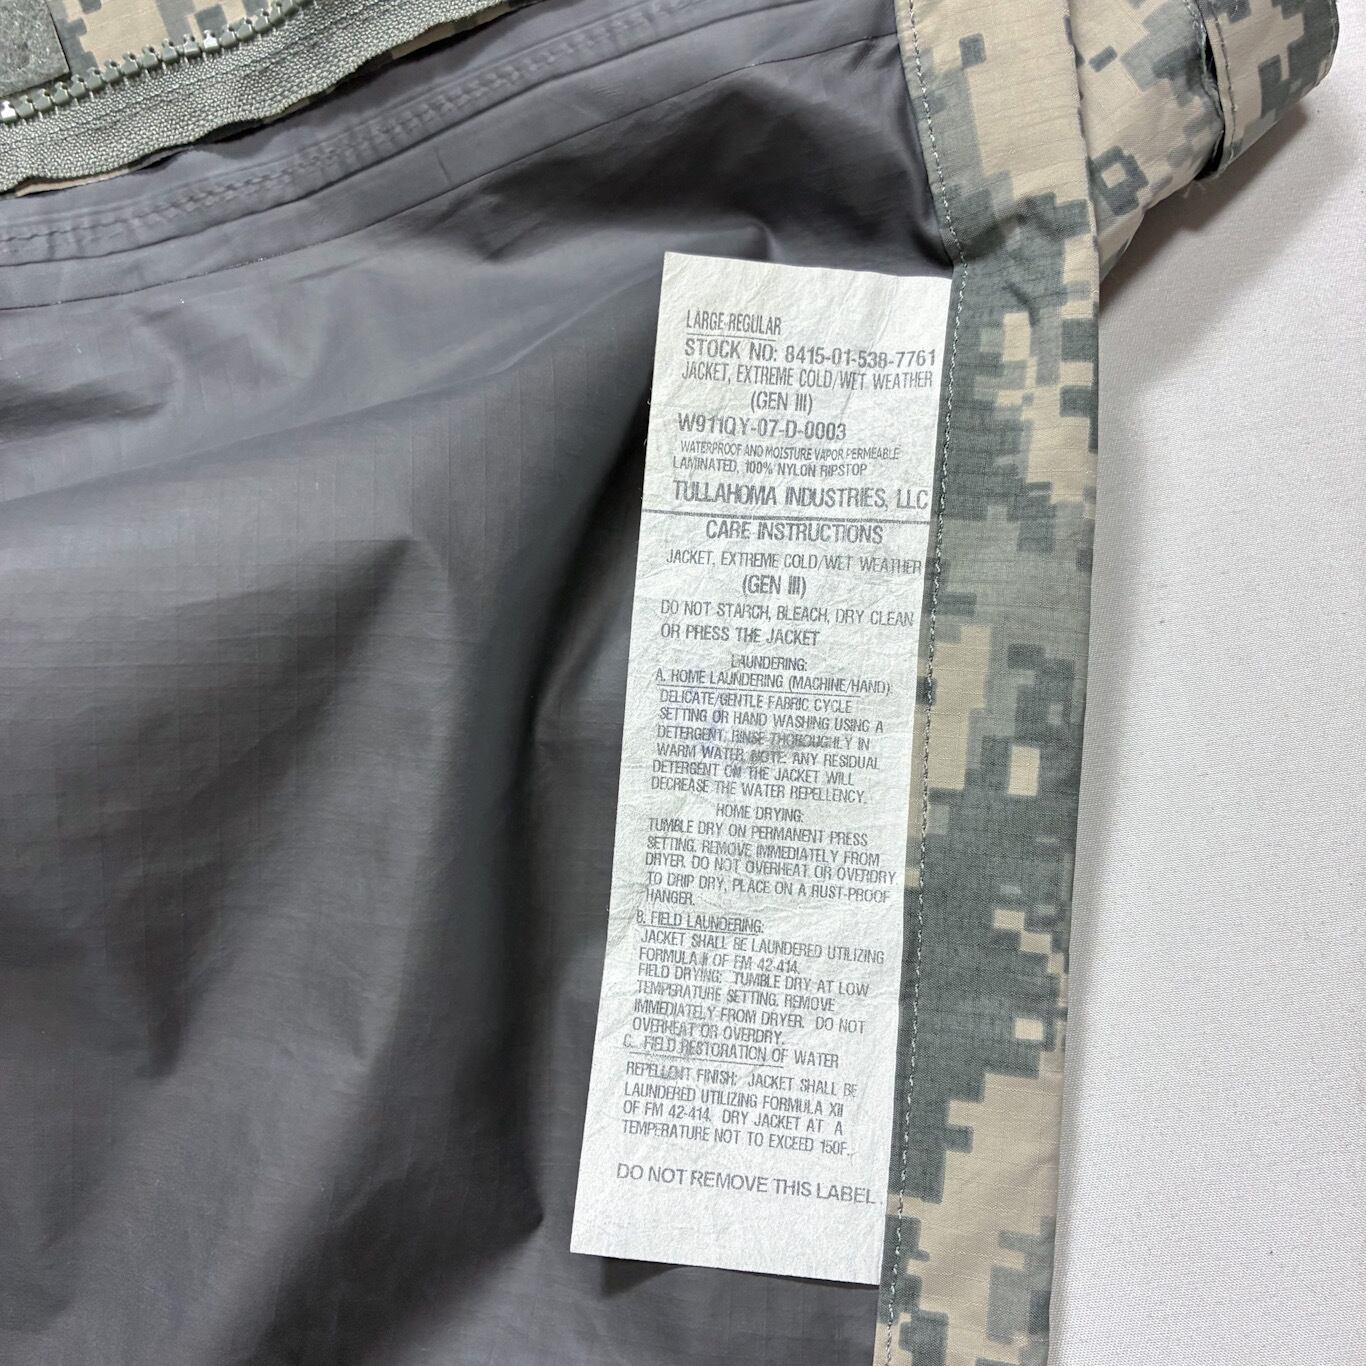 LARGE-REGULAR
STOCK NO: 8415-01-538-7761
JACKET, EXTREME COLD/WET WEATHER
(GEN III)
W911QY-07-D-0003
WATERPROOF AND MOISTURE VAPOR PERMEABLE
LAMINATED, 100% NYLON RIPSTOP
TULLAHOMA INDUSTRIES, LLC
CARE INSTRUCTIONS
JACKET, EXTREME COLD/WET WEATHER
(GEN III)
DO NOT STARCH, BLEACH, DRY CLEAN
OR PRESS THE JACKET
LAUNDERING:
A. HOME LAUNDERING (MACHINE/HAND):
DELICATE/GENTLE FABRIC CYCLE
SETTING OR HAND WASHING USING A
DETERGENT; RINSE THOROUGHLY IN
WARM WATER NOTE: ANY RESIDUAL
DETERGENT ON THE JACKET WILL
DECREASE THE WATER REPELLENCY.
HOME DRYING:
TUMBLE DRY ON PERMANENT PRESS
SETTING. REMOVE IMMEDIATELY FROM
DRYER. DO NOT OVERHEAT OR OVERDRY
TO DRIP DRY, PLACE ON A RUST-PROOF
HANGER.
B. FIELD LAUNDERING:
JACKET SHALL BE LAUNDERED UTILIZING
FORMULA II OF FM 42-414.
FIELD DRYING: TUMBLE DRY AT LOW
TEMPERATURE SETTING. REMOVE
IMMEDIATELY FROM DRYER. DO NOT
OVERHEAT OR OVERDRY.
C. FIELD RESTORATION OF WATER
REPELLENT FINISH: JACKET SHALL BE
LAUNDERED UTILIZING FORMULA XII
OF FM 42-414. DRY JACKET AT A
TEMPERATURE NOT TO EXCEED 150F.,
DO NOT REMOVE THIS LABEL.